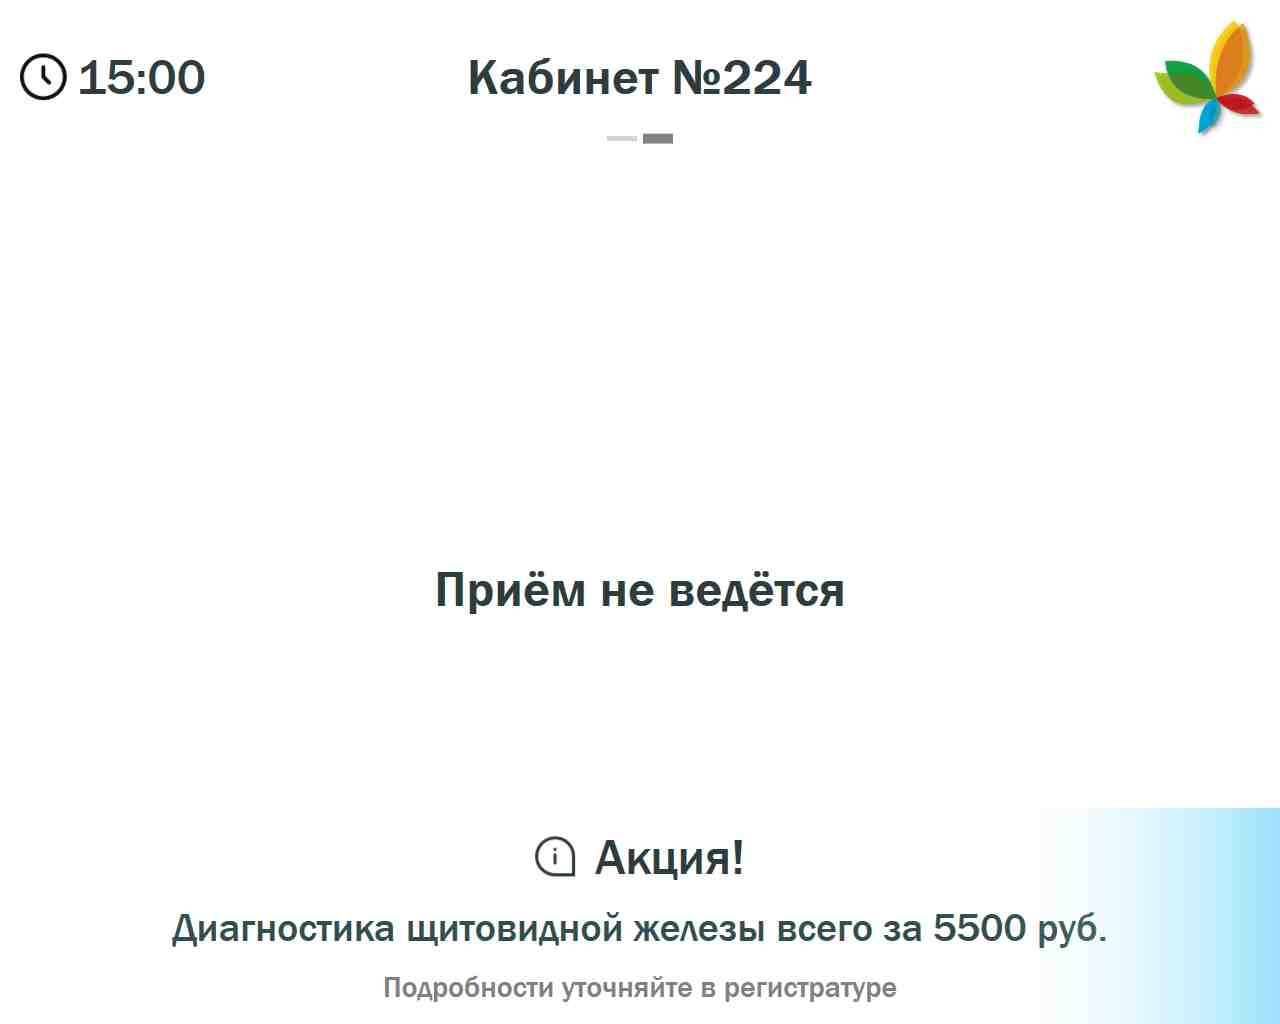 15:00
Кабинет №224
Приём не ведётся
Акция!
Диагностика щитовидной железы всего за 5500 руб.
Подробности уточняйте в регистратуре